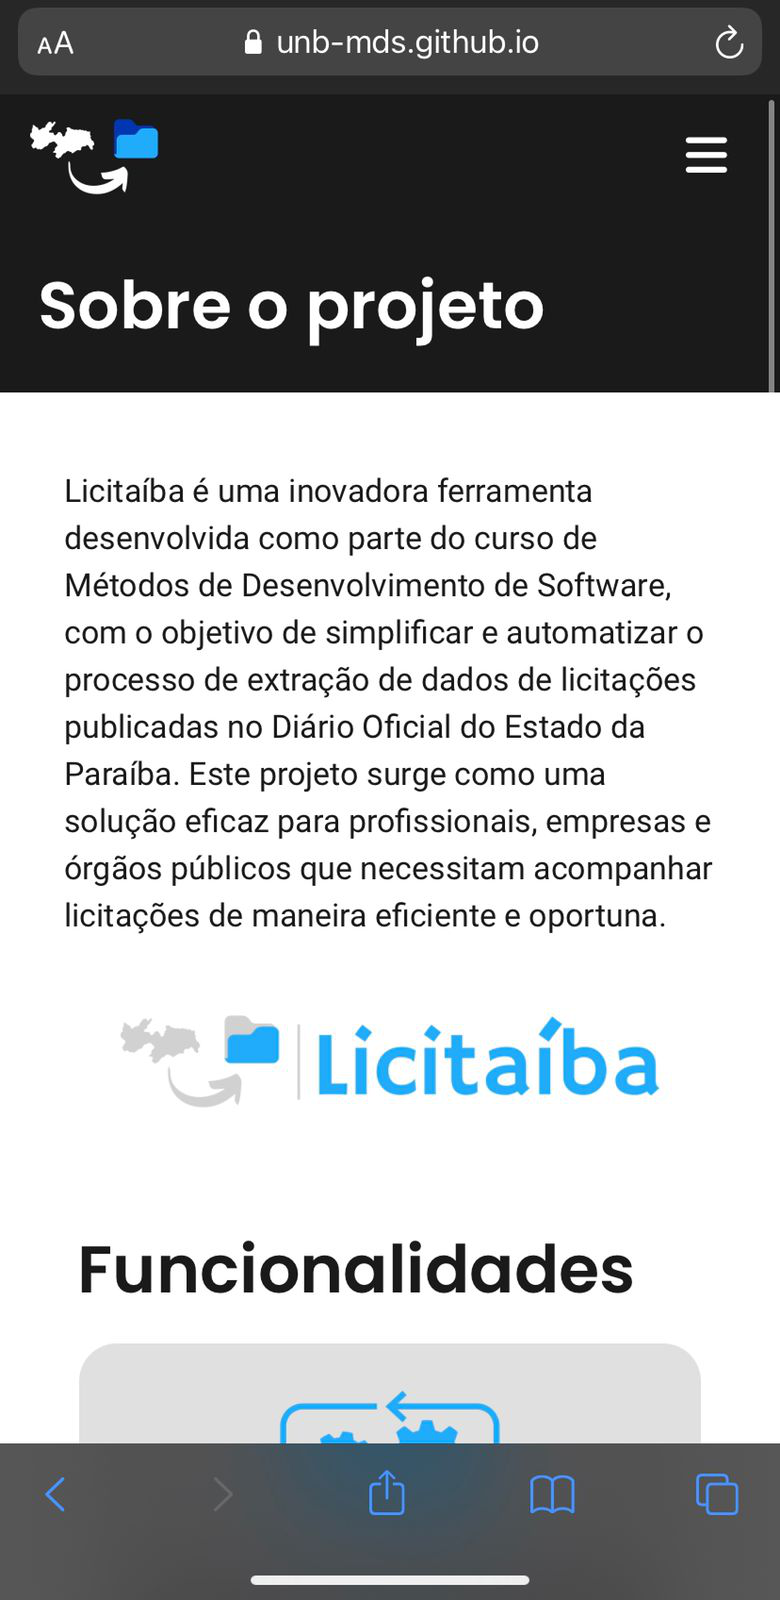 AA
unb-mds.github.io
Sobre o projeto
Licitaíba é uma inovadora ferramenta
desenvolvida como parte do curso de
Métodos de Desenvolvimento de Software,
com o objetivo de simplificar e automatizar o
processo de extração de dados de licitações
publicadas no Diário Oficial do Estado da
Paraíba. Este projeto surge como uma
solução eficaz para profissionais, empresas e
órgãos públicos que necessitam acompanhar
licitações de maneira eficiente e oportuna.
Licitaíba
Funcionalidades